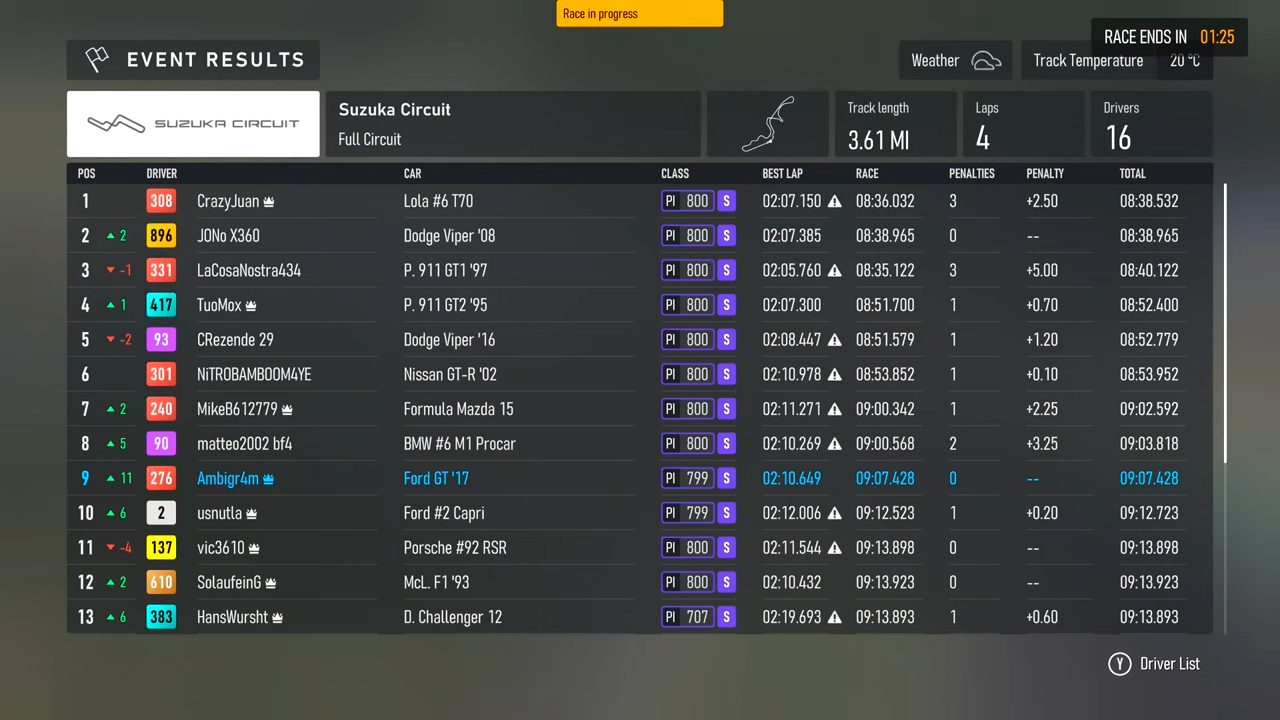 Race in progress
RACE ENDS IN 01:25
EVENT RESULTS
Weather Track Temperature 20 °C
SUZUKA CIRCUIT
Suzuka Circuit
Full Circuit
Track length
3.61 MI
Laps
4
Drivers
16
POS DRIVER CAR CLASS BEST LAP RACE PENALTIES PENALTY TOTAL
1 308 CrazyJuan Lola #6 T70 PI 800 S 02:07.150 08:36.032 3 +2.50 08:38.532
2 2 896 JONo X360 Dodge Viper '08 PI 800 S 02:07.385 08:38.965 0 -- 08:38.965
3 -1 331 LaCosaNostra434 P. 911 GT1 '97 PI 800 S 02:05.760 08:35.122 3 +5.00 08:40.122
4 1 417 TuoMox P. 911 GT2 '95 PI 800 S 02:07.300 08:51.700 1 +0.70 08:52.400
5 -2 93 CRezende 29 Dodge Viper '16 PI 800 S 02:08.447 08:51.579 1 +1.20 08:52.779
6 301 NiTROBAMBOOM4YE Nissan GT-R '02 PI 800 S 02:10.978 08:53.852 1 +0.10 08:53.952
7 2 240 MikeB612779 Formula Mazda 15 PI 800 S 02:11.271 09:00.342 1 +2.25 09:02.592
8 5 90 matteo2002 bf4 BMW #6 M1 Procar PI 800 S 02:10.269 09:00.568 2 +3.25 09:03.818
9 11 276 Ambigr4m Ford GT '17 PI 799 S 02:10.649 09:07.428 0 -- 09:07.428
10 6 2 usnutla Ford #2 Capri PI 799 S 02:12.006 09:12.523 1 +0.20 09:12.723
11 -4 137 vic3610 Porsche #92 RSR PI 800 S 02:11.544 09:13.898 0 -- 09:13.898
12 2 610 SolaufeinG McL. F1 '93 PI 800 S 02:10.432 09:13.923 0 -- 09:13.923
13 6 383 HansWursht D. Challenger 12 PI 707 S 02:19.693 09:13.893 1 +0.60 09:13.893
Y Driver List